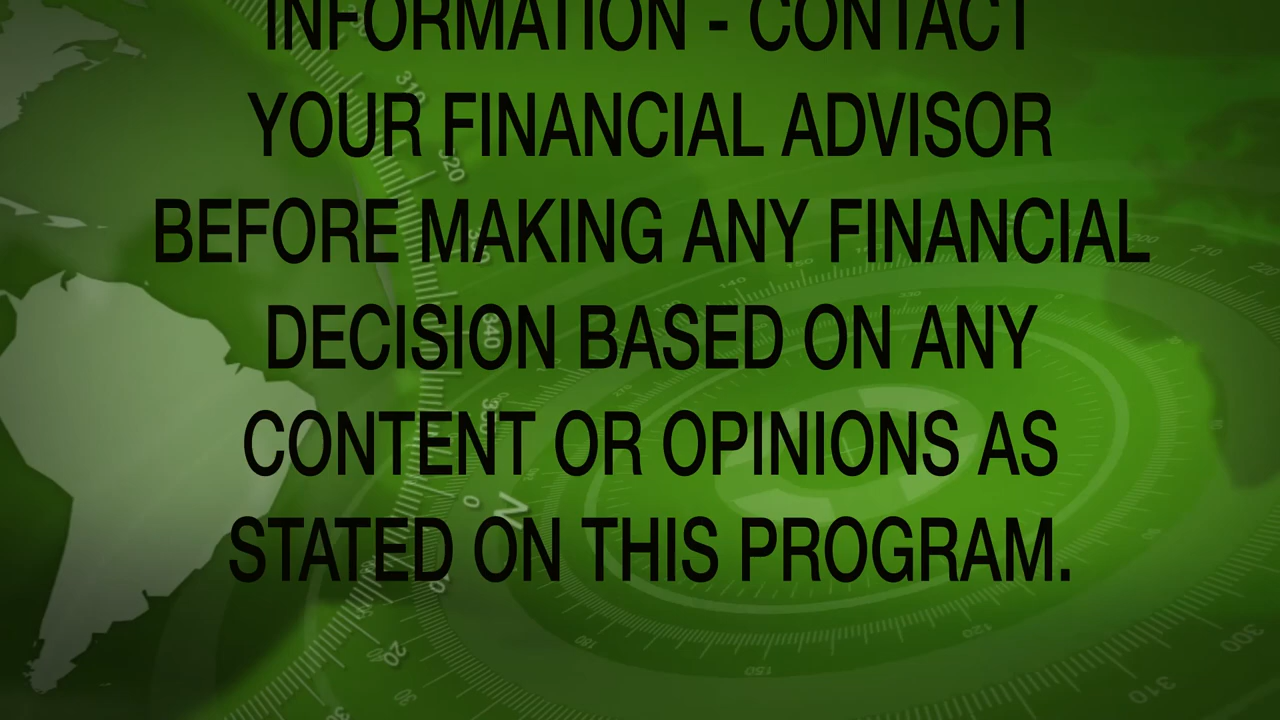 INFORMATION - CONTACT
YOUR FINANCIAL ADVISOR
BEFORE MAKING ANY FINANCIAL
DECISION BASED ON ANY
CONTENT OR OPINIONS AS
STATED ON THIS PROGRAM.